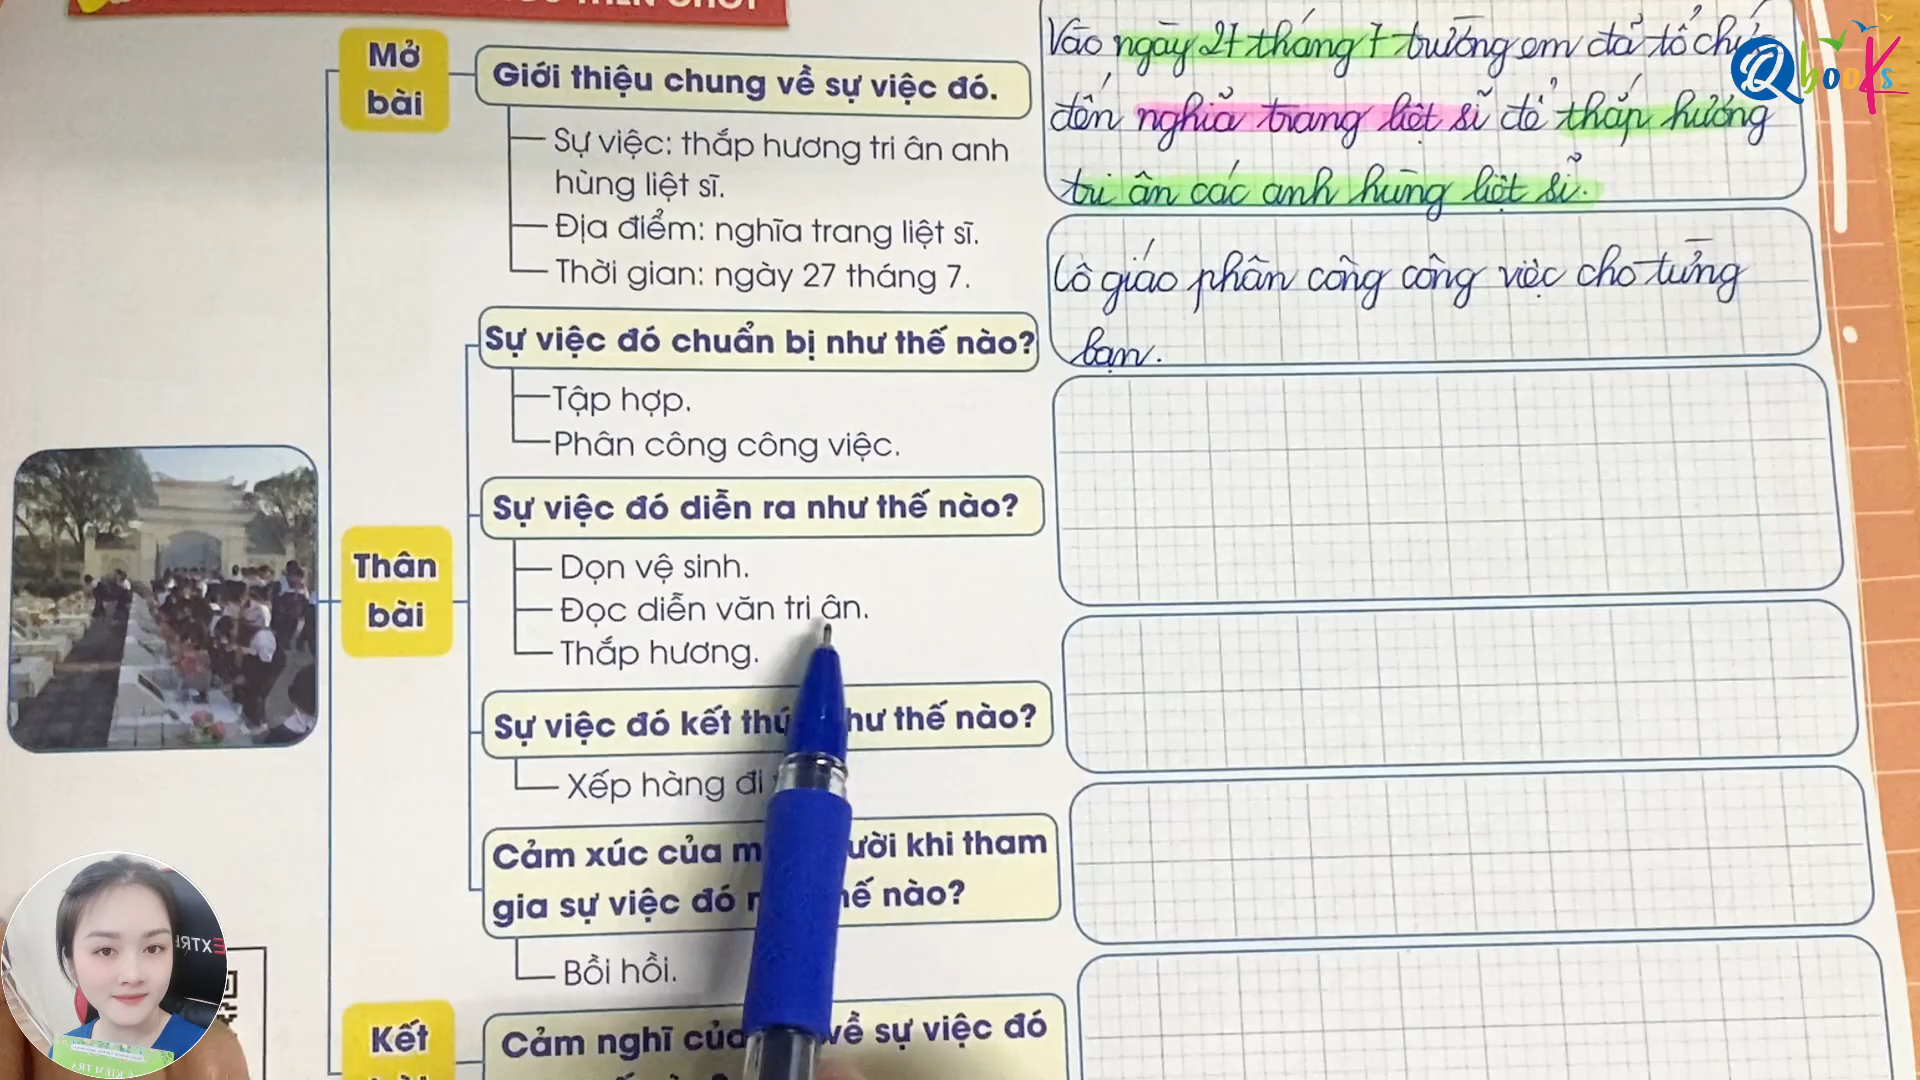 Mở
bài
Giới thiệu chung về sự việc đó.
Sự việc: thắp hương tri ân anh
hùng liệt sĩ.
Địa điểm: nghĩa trang liệt sĩ.
Thời gian: ngày 27 tháng 7.
Thân
bài
Sự việc đó chuẩn bị như thế nào?
Tập hợp.
Phân công công việc.
Sự việc đó diễn ra như thế nào?
Dọn vệ sinh.
Đọc diễn văn tri ân.
Thắp hương.
Sự việc đó kết thú hư thế nào?
Xếp hàng đi
Cảm xúc của m ười khi tham
gia sự việc đó n hế nào?
Bồi hồi.
Kết
Cảm nghĩ của về sự việc đó
Vào ngày 27 tháng 7 trường em đã tổ chức
đến nghĩa trang liệt sĩ để thắp hương
tri ân các anh hùng liệt sĩ.
Cô giáo phân công công việc cho từng
bạn.
Qbooks